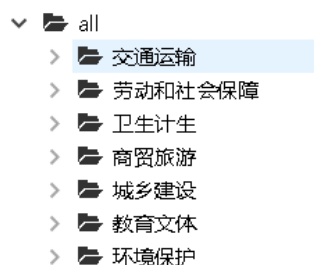 all
交通运输
劳动和社会保障
卫生计生
商贸旅游
城乡建设
教育文体
环境保护